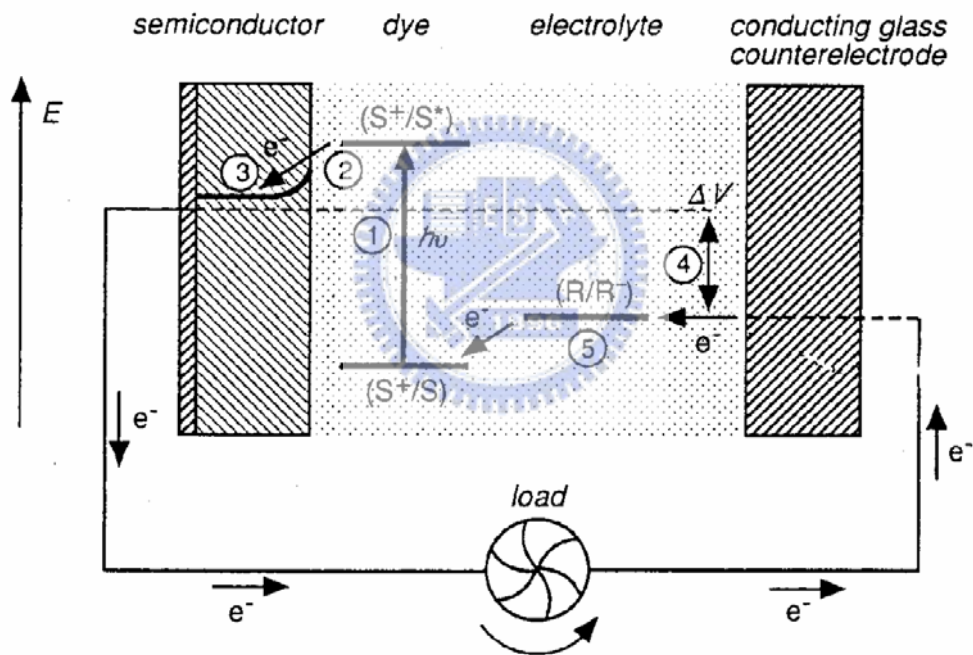 semiconductor dye electrolyte conducting glass
counterelectrode
E
(S+/S*)
e-
③ ②
ΔV
① hυ
④
(R/R-)
e- e-
⑤
(S+/S)
e- e-
load
e- e-